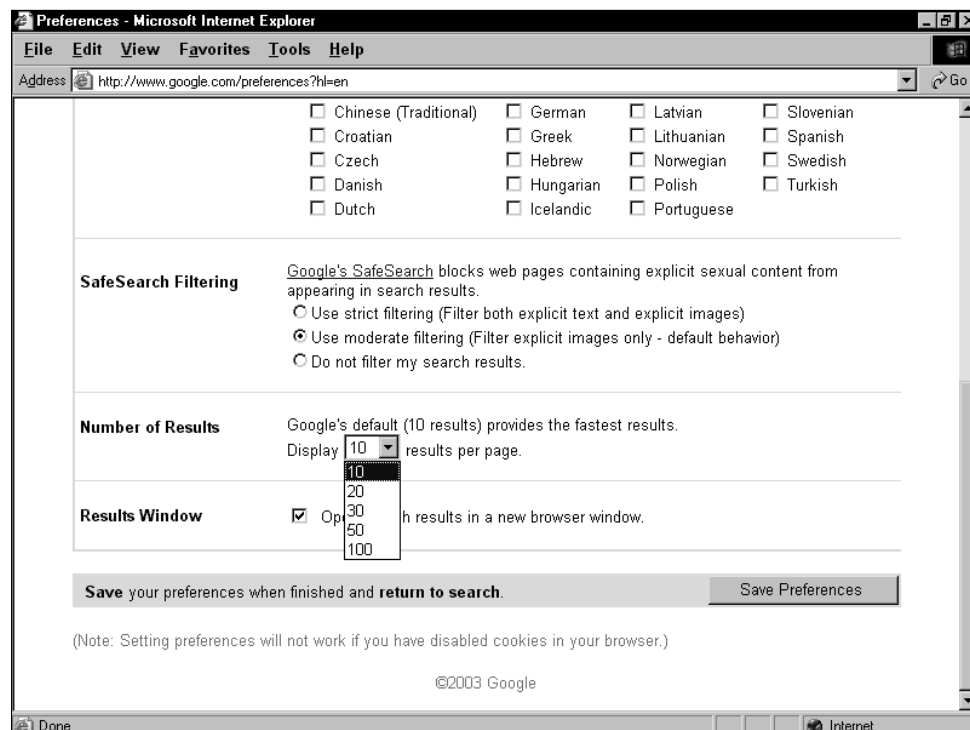 Preferences - Microsoft Internet Explorer
File Edit View Favorites Tools Help
Address http://www.google.com/preferences?hl=en Go
Chinese (Traditional) German Latvian Slovenian
Croatian Greek Lithuanian Spanish
Czech Hebrew Norwegian Swedish
Danish Hungarian Polish Turkish
Dutch Icelandic Portuguese
SafeSearch Filtering
Google's SafeSearch blocks web pages containing explicit sexual content from
appearing in search results.
Use strict filtering (Filter both explicit text and explicit images)
Use moderate filtering (Filter explicit images only - default behavior)
Do not filter my search results.
Number of Results
Google's default (10 results) provides the fastest results.
Display 10 results per page.
10
20
30
50
100
Results Window
Op h results in a new browser window.
Save your preferences when finished and return to search. Save Preferences
(Note: Setting preferences will not work if you have disabled cookies in your browser.)
©2003 Google
Done Internet